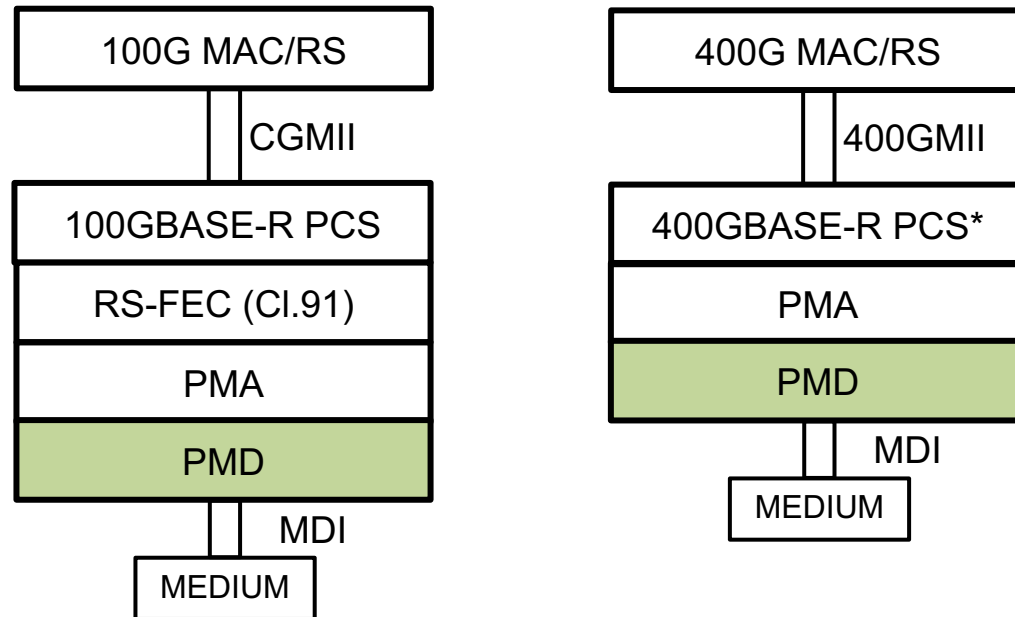 100G MAC/RS
CGMII
100GBASE-R PCS
RS-FEC (Cl.91)
PMA
PMD
MDI
MEDIUM
400G MAC/RS
400GMII
400GBASE-R PCS*
PMA
PMD
MDI
MEDIUM